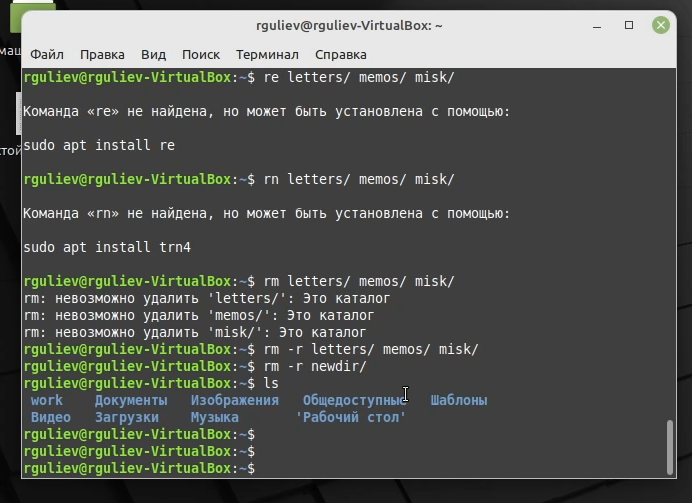 rguliev@rguliev-VirtualBox: ~
Файл Правка Вид Поиск Терминал Справка
rguliev@rguliev-VirtualBox:~$ re letters/ memos/ misk/
Команда «re» не найдена, но может быть установлена с помощью:
sudo apt install re
rguliev@rguliev-VirtualBox:~$ rn letters/ memos/ misk/
Команда «rn» не найдена, но может быть установлена с помощью:
sudo apt install trn4
rguliev@rguliev-VirtualBox:~$ rm letters/ memos/ misk/
rm: невозможно удалить 'letters/': Это каталог
rm: невозможно удалить 'memos/': Это каталог
rm: невозможно удалить 'misk/': Это каталог
rguliev@rguliev-VirtualBox:~$ rm -r letters/ memos/ misk/
rguliev@rguliev-VirtualBox:~$ rm -r newdir/
rguliev@rguliev-VirtualBox:~$ ls
work Документы Изображения Общедоступные Шаблоны
Видео Загрузки Музыка 'Рабочий стол'
rguliev@rguliev-VirtualBox:~$
rguliev@rguliev-VirtualBox:~$
rguliev@rguliev-VirtualBox:~$